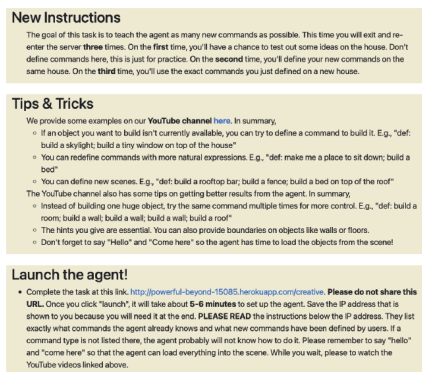 New Instructions
The goal of this task is to teach the agent as many new commands as possible. This time you will exit and re-
enter the server three times. On the first time, you'll have a chance to test out some ideas on the house. Don't
define commands here, this is just for practice. On the second time, you'll define your new commands on the
same house. On the third time, you'll use the exact commands you just defined on a new house.
Tips & Tricks
We provide some examples on our YouTube channel here. In summary,
○ If an object you want to build isn't currently available, you can try to define a command to build it. E.g., "def:
build a skylight; build a tiny window on top of the house"
○ You can redefine commands with more natural expressions. E.g., "def: make me a place to sit down; build a
bed"
○ You can define new scenes. E.g., "def: build a rooftop bar; build a fence; build a bed on top of the roof"
The YouTube channel also has some tips on getting better results from the agent. In summary,
○ Instead of building one huge object, try the same command multiple times for more control. E.g., "def: build a
room; build a wall; build a wall; build a wall; build a roof"
○ The hints you give are essential. You can also provide boundaries on objects like walls or floors.
○ Don't forget to say "Hello" and "Come here" so the agent has time to load the objects from the scene!
Launch the agent!
• Complete the task at this link. http://powerful-beyond-15085.herokuapp.com/creative. Please do not share this
URL. Once you click "launch", it will take about 5-6 minutes to set up the agent. Save the IP address that is
shown to you because you will need it at the end. PLEASE READ the instructions below the IP address. They list
exactly what commands the agent already knows and what new commands have been defined by users. If a
command type is not listed there, the agent probably will not know how to do it. Please remember to say "hello"
and "come here" so that the agent can load everything into the scene. While you wait, please to watch the
YouTube videos linked above.